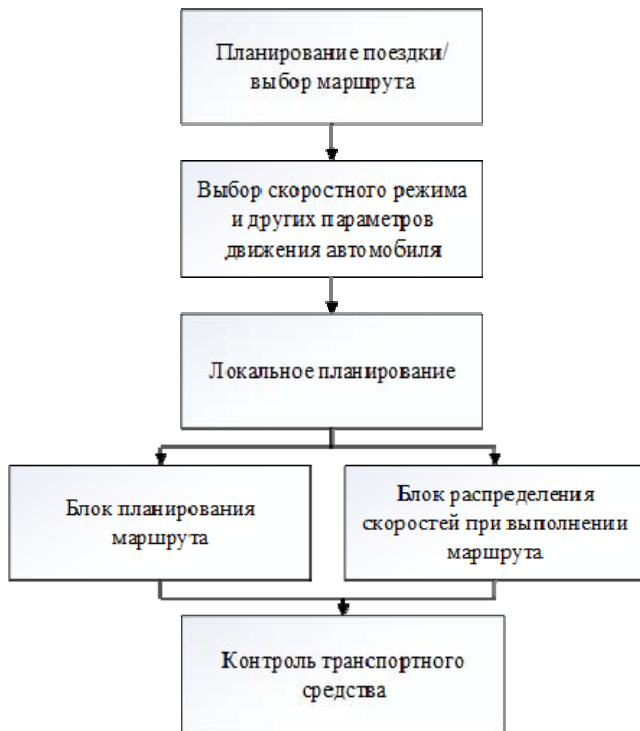 Планирование поездки/
выбор маршрута
Выбор скоростного режима
и других параметров
движения автомобиля
Локальное планирование
Блок планирования
маршрута
Блок распределения
скоростей при выполнении
маршрута
Контроль транспортного
средства